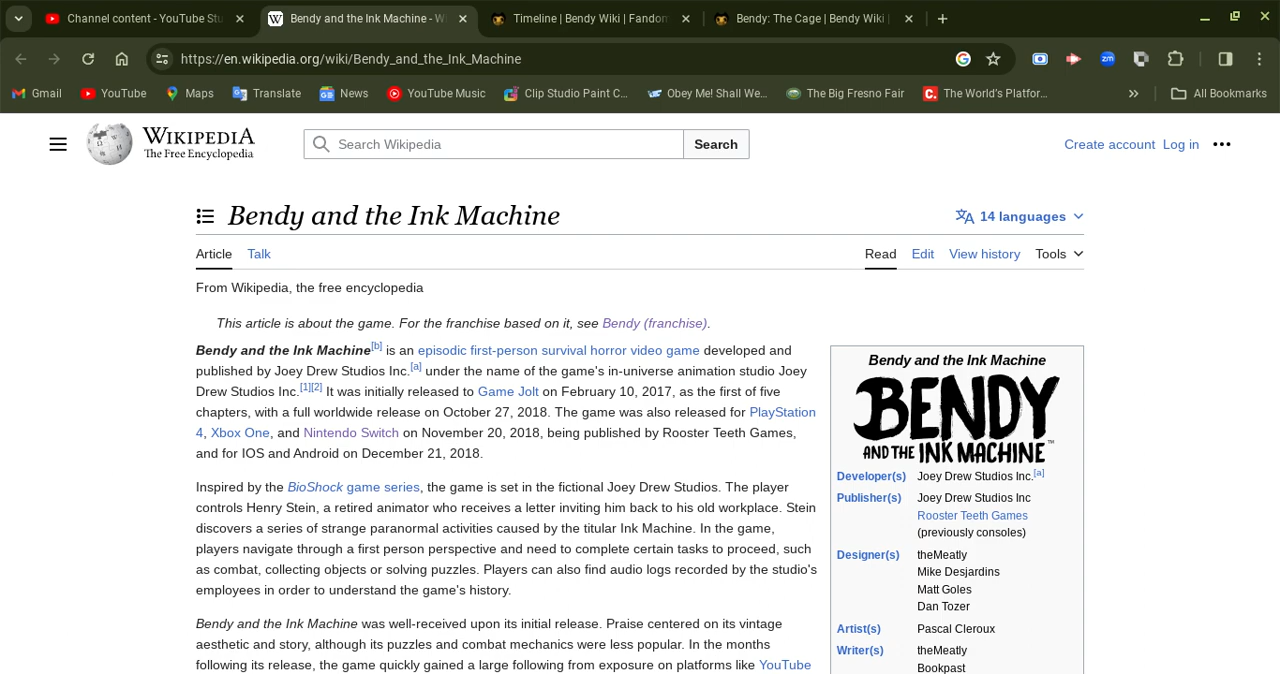 Channel content - YouTube Stu
Bendy and the Ink Machine - W
Timeline | Bendy Wiki | Fandom
Bendy: The Cage | Bendy Wiki |
https://en.wikipedia.org/wiki/Bendy_and_the_Ink_Machine
Gmail
YouTube
Maps
Translate
News
YouTube Music
Clip Studio Paint C...
Obey Me! Shall We...
The Big Fresno Fair
The World's Platfor...
All Bookmarks
WIKIPEDIA
The Free Encyclopedia
Search Wikipedia
Search
Create account
Log in
Bendy and the Ink Machine
14 languages
Article
Talk
Read
Edit
View history
Tools
From Wikipedia, the free encyclopedia
This article is about the game. For the franchise based on it, see Bendy (franchise).
Bendy and the Ink Machine[b] is an episodic first-person survival horror video game developed and
published by Joey Drew Studios Inc.[a] under the name of the game's in-universe animation studio Joey
Drew Studios Inc.[1][2] It was initially released to Game Jolt on February 10, 2017, as the first of five
chapters, with a full worldwide release on October 27, 2018. The game was also released for PlayStation
4, Xbox One, and Nintendo Switch on November 20, 2018, being published by Rooster Teeth Games,
and for IOS and Android on December 21, 2018.
Inspired by the BioShock game series, the game is set in the fictional Joey Drew Studios. The player
controls Henry Stein, a retired animator who receives a letter inviting him back to his old workplace. Stein
discovers a series of strange paranormal activities caused by the titular Ink Machine. In the game,
players navigate through a first person perspective and need to complete certain tasks to proceed, such
as combat, collecting objects or solving puzzles. Players can also find audio logs recorded by the studio's
employees in order to understand the game's history.
Bendy and the Ink Machine was well-received upon its initial release. Praise centered on its vintage
aesthetic and story, although its puzzles and combat mechanics were less popular. In the months
following its release, the game quickly gained a large following from exposure on platforms like YouTube
Bendy and the Ink Machine
BENDY
AND THE INK MACHINE™
Developer(s) Joey Drew Studios Inc.[a]
Publisher(s) Joey Drew Studios Inc
Rooster Teeth Games
(previously consoles)
Designer(s) theMeatly
Mike Desjardins
Matt Goles
Dan Tozer
Artist(s) Pascal Cleroux
Writer(s) theMeatly
Bookpast